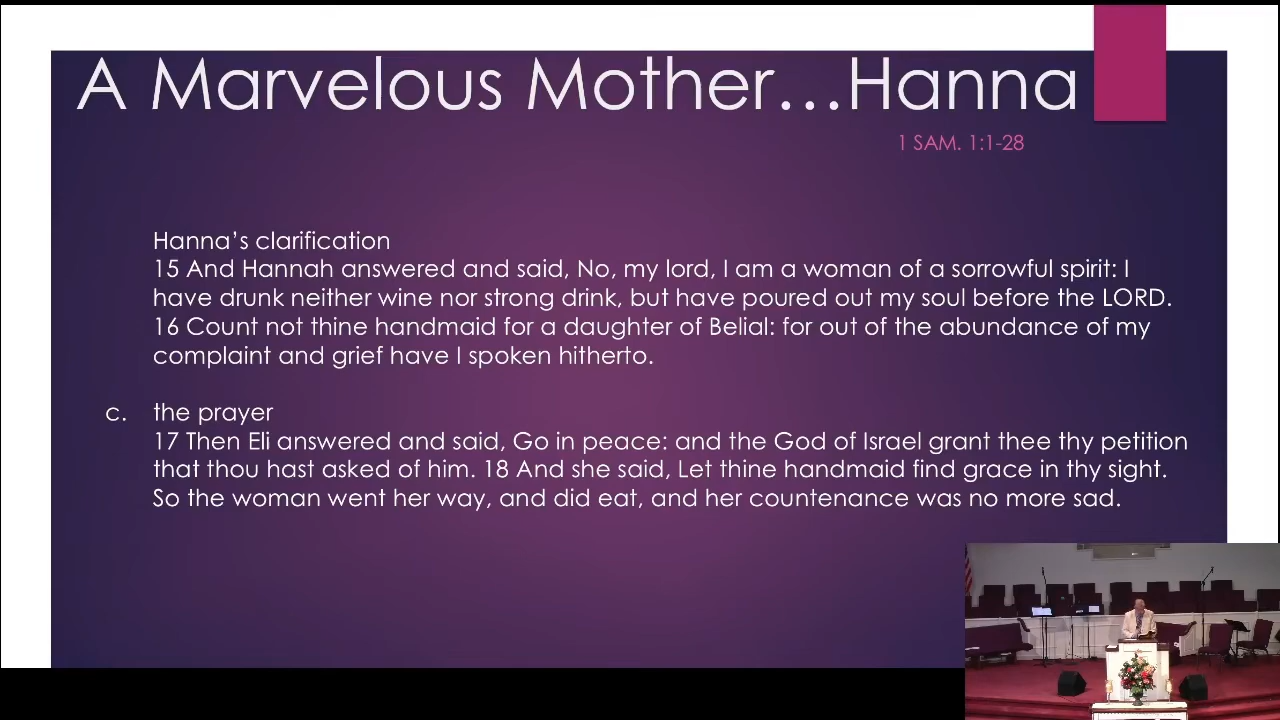 A Marvelous Mother…Hanna
1 SAM. 1:1-28
Hanna’s clarification
15 And Hannah answered and said, No, my lord, I am a woman of a sorrowful spirit: I
have drunk neither wine nor strong drink, but have poured out my soul before the LORD.
16 Count not thine handmaid for a daughter of Belial: for out of the abundance of my
complaint and grief have I spoken hitherto.
c. the prayer
17 Then Eli answered and said, Go in peace: and the God of Israel grant thee thy petition
that thou hast asked of him. 18 And she said, Let thine handmaid find grace in thy sight.
So the woman went her way, and did eat, and her countenance was no more sad.